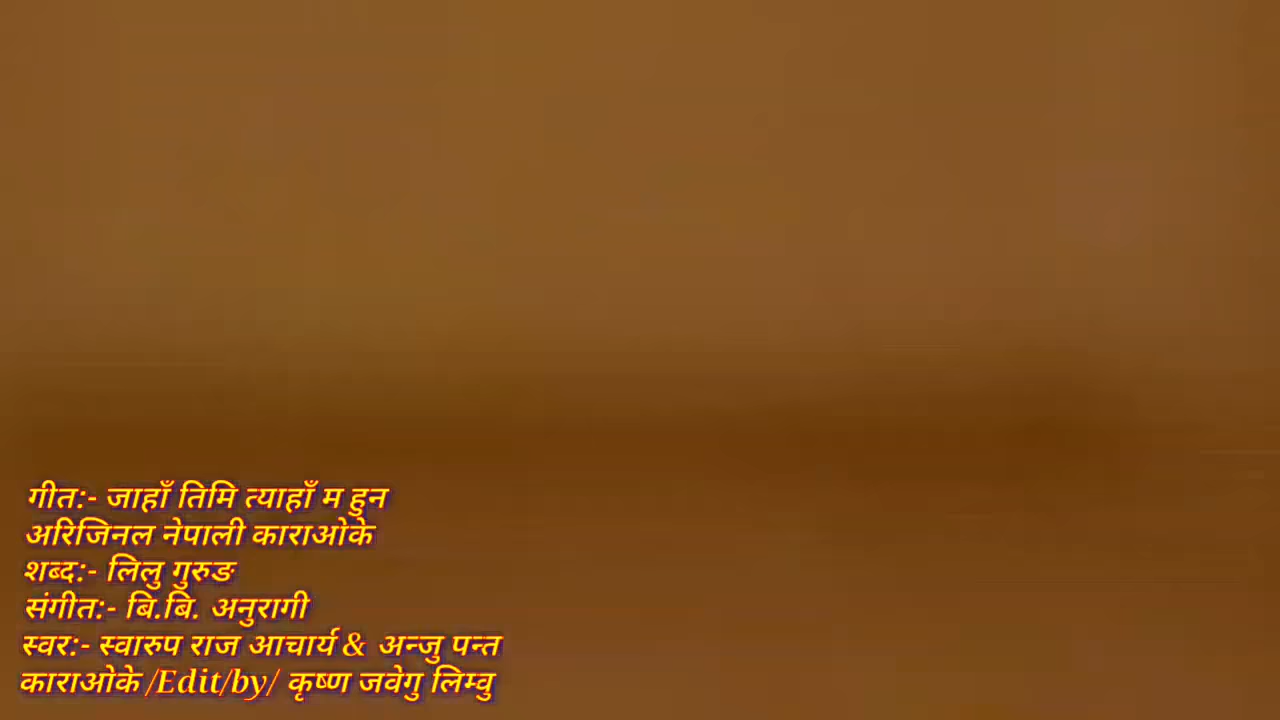 गीत:- जाहाँ तिमि त्याहाँ म हुन
अरिजिनल नेपाली काराओके
शब्द:- लिलु गुरुङ
संगीत:- बि.बि. अनुरागी
स्वर:- स्वारुप राज आचार्य & अन्जु पन्त
काराओके /Edit/by/ कृष्ण जवेगु लिम्वु